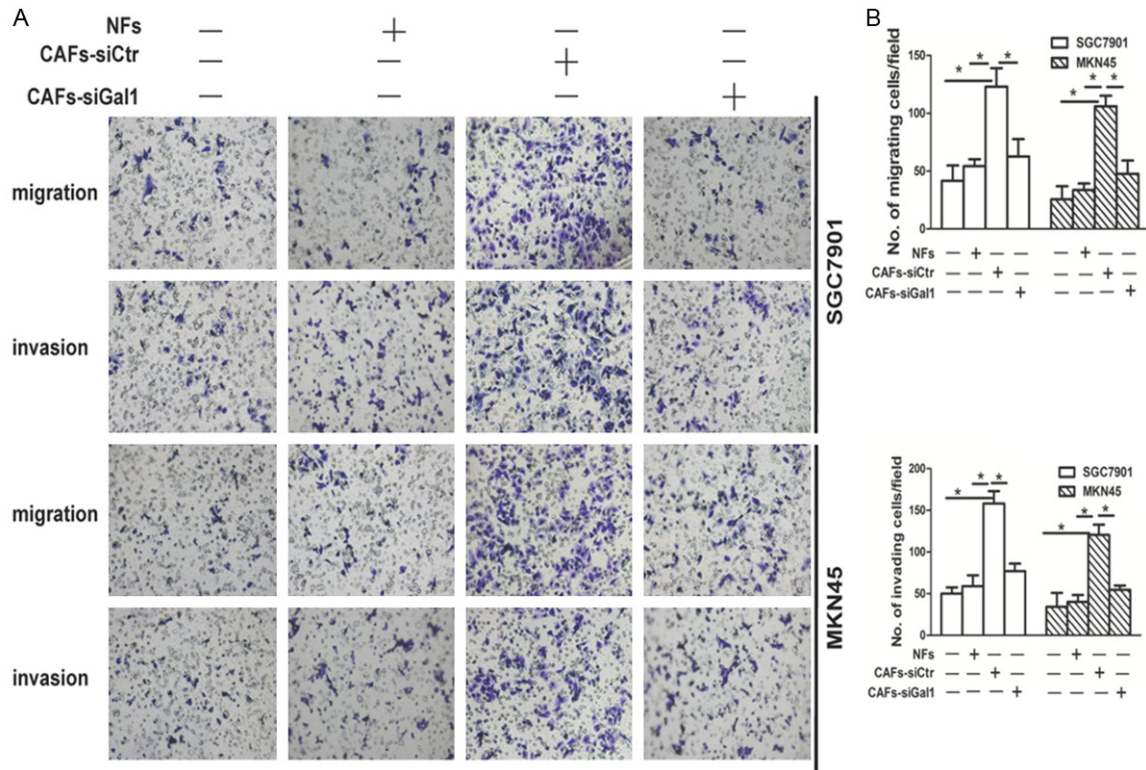 A
NFs — + — —
CAFs-siCtr — — + —
CAFs-siGal1 — — — +
migration
invasion
SGC7901
migration
invasion
MKN45
B
SGC7901
MKN45
No. of migrating cells/field
150
100
50
0
* * * * * *
NFs — + — — — + — —
CAFs-siCtr — — + — — — + —
CAFs-siGal1 — — — + — — — +
SGC7901
MKN45
No. of invading cells/field
200
150
100
50
0
* * * * * *
NFs — + — — — + — —
CAFs-siCtr — — + — — — + —
CAFs-siGal1 — — — + — — — +